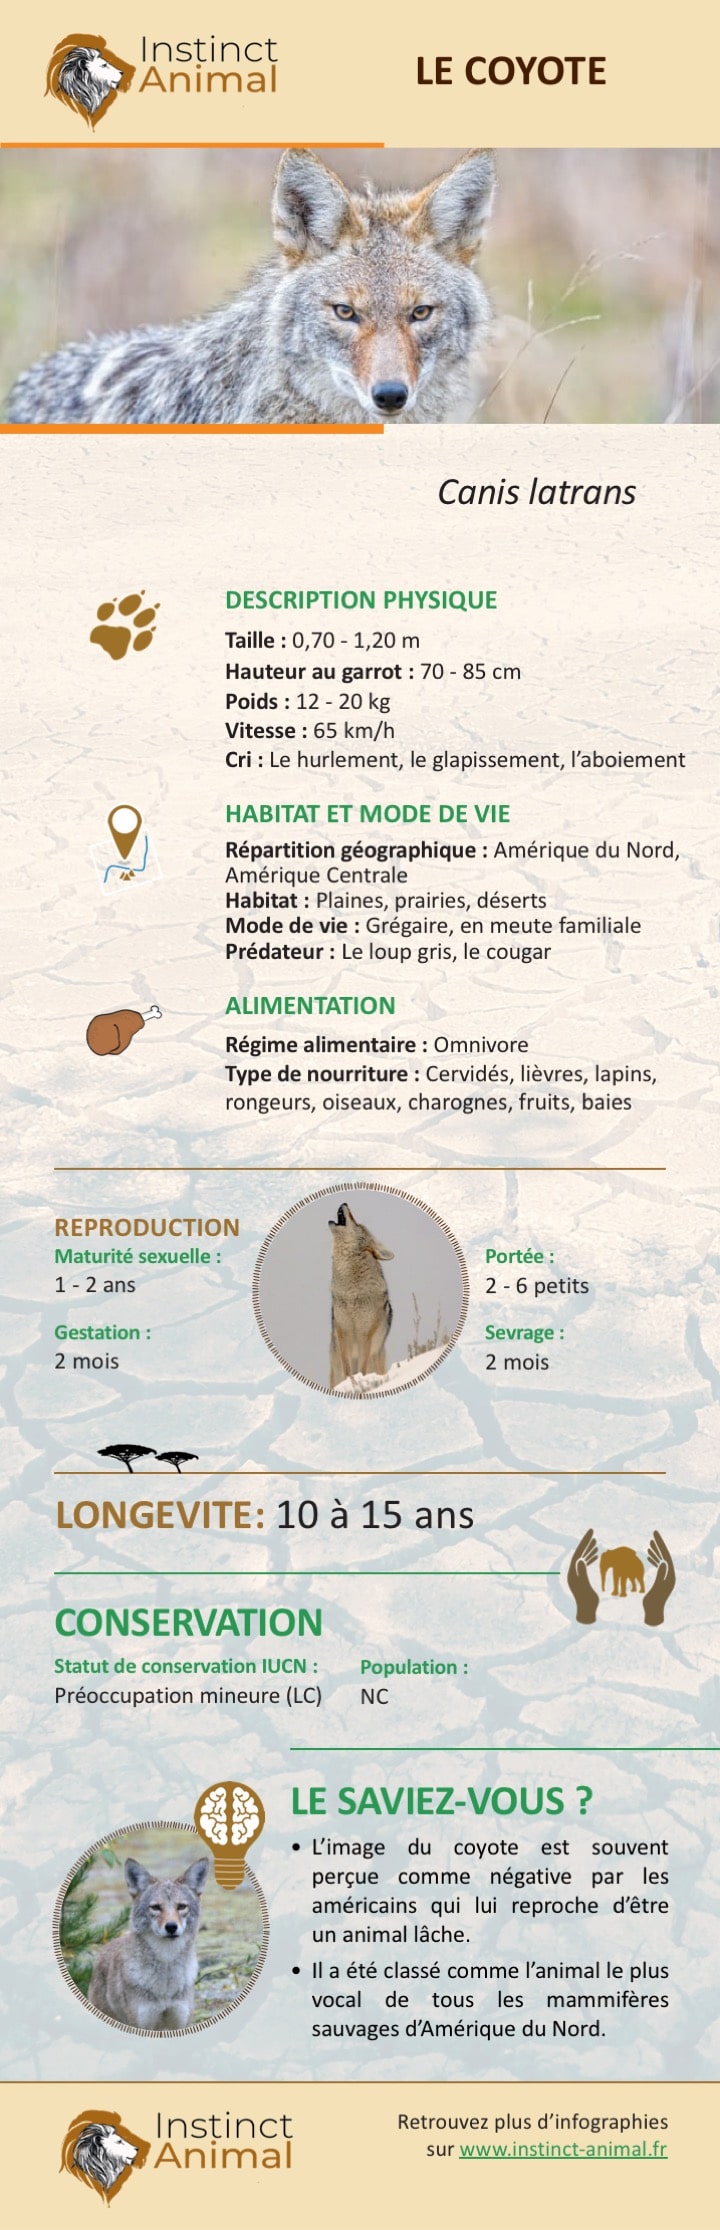 Instinct
Animal
LE COYOTE
Canis latrans
DESCRIPTION PHYSIQUE
Taille : 0,70 - 1,20 m
Hauteur au garrot : 70 - 85 cm
Poids : 12 - 20 kg
Vitesse : 65 km/h
Cri : Le hurlement, le glapissement, l’aboiement
HABITAT ET MODE DE VIE
Répartition géographique : Amérique du Nord,
Amérique Centrale
Habitat : Plaines, prairies, déserts
Mode de vie : Grégaire, en meute familiale
Prédateur : Le loup gris, le cougar
ALIMENTATION
Régime alimentaire : Omnivore
Type de nourriture : Cervidés, lièvres, lapins,
rongeurs, oiseaux, charognes, fruits, baies
REPRODUCTION
Maturité sexuelle :
1 - 2 ans
Gestation :
2 mois
Portée :
2 - 6 petits
Sevrage :
2 mois
LONGEVITE: 10 à 15 ans
CONSERVATION
Statut de conservation IUCN :
Préoccupation mineure (LC)
Population :
NC
LE SAVIEZ-VOUS ?
• L’image du coyote est souvent
perçue comme négative par les
américains qui lui reproche d’être
un animal lâche.
• Il a été classé comme l’animal le plus
vocal de tous les mammifères
sauvages d’Amérique du Nord.
Instinct
Animal
Retrouvez plus d’infographies
sur www.instinct-animal.fr